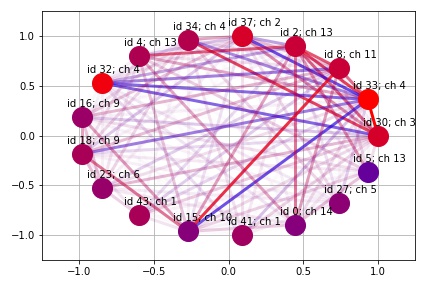 id 37; ch 2
id 34; ch 4
id 2; ch 13
id 4; ch 13
id 8; ch 11
id 32; ch 4
id 33; ch 4
id 16; ch 9
id 30; ch 3
id 18; ch 9
id 5; ch 13
id 23; ch 6
id 27; ch 5
id 43; ch 1
id 0; ch 14
id 15; ch 10
id 41; ch 1
1.0
0.5
0.0
−0.5
−1.0
−1.0 −0.5 0.0 0.5 1.0